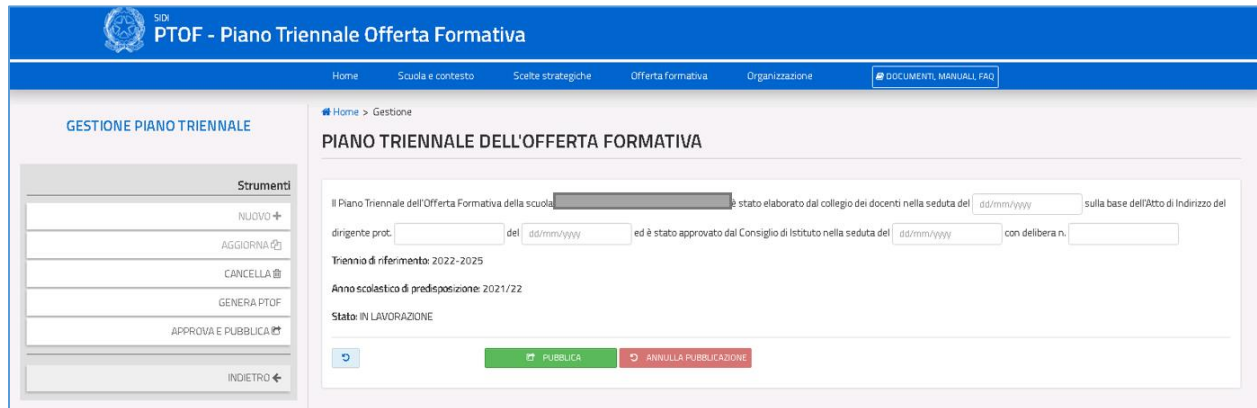 SIDI
PTOF - Piano Triennale Offerta Formativa
Home Scuola e contesto Scelte strategiche Offerta formativa Organizzazione DOCUMENTI, MANUALI, FAQ
GESTIONE PIANO TRIENNALE
Strumenti
NUOVO
AGGIORNA
CANCELLA
GENERA PTOF
APPROVA E PUBBLICA
INDIETRO
Home > Gestione
PIANO TRIENNALE DELL'OFFERTA FORMATIVA
Il Piano Triennale dell'Offerta Formativa della scuola è stato elaborato dal collegio dei docenti nella seduta del dd/mm/yyyy sulla base dell'Atto di Indirizzo del
dirigente prot. del dd/mm/yyyy ed è stato approvato dal Consiglio di Istituto nella seduta del dd/mm/yyyy con delibera n.
Triennio di riferimento: 2022-2025
Anno scolastico di predisposizione: 2021/22
Stato: IN LAVORAZIONE
PUBBLICA ANNULLA PUBBLICAZIONE